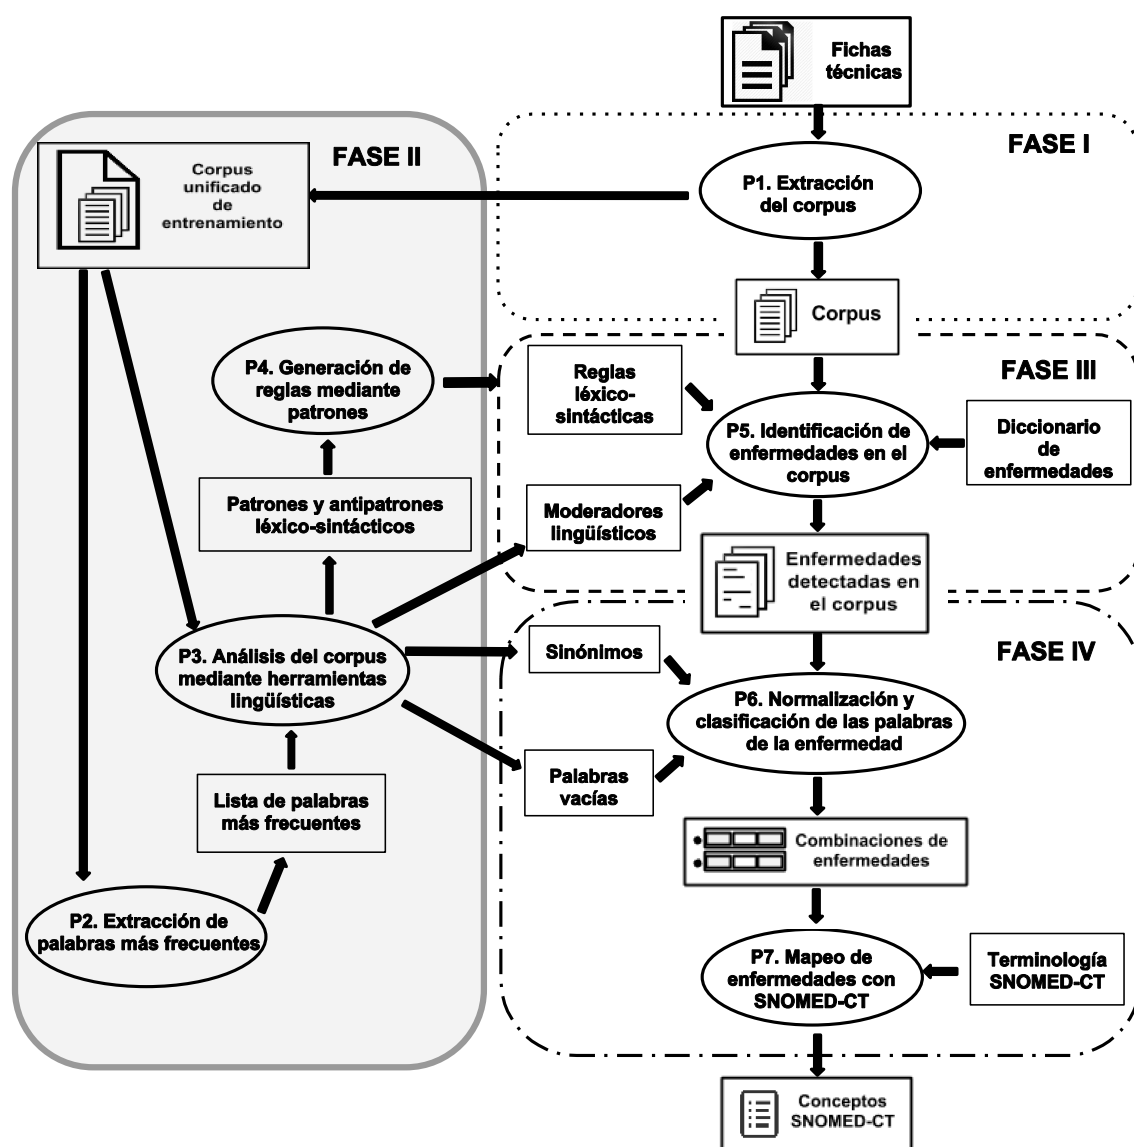 Fichas
técnicas
FASE I
P1. Extracción
del corpus
Corpus
FASE II
Corpus
unificado
de
entrenamiento
P4. Generación de
reglas mediante
patrones
Patrones y antipatrones
léxico-sintácticos
P3. Análisis del corpus
mediante herramientas
lingüísticas
Lista de palabras
más frecuentes
P2. Extracción de
palabras más frecuentes
FASE III
Reglas
léxico-
sintácticas
P5. Identificación de
enfermedades en el
corpus
Diccionario
de
enfermedades
Moderadores
lingüísticos
Enfermedades
detectadas en
el corpus
FASE IV
Sinónimos
P6. Normalización y
clasificación de las palabras
de la enfermedad
Palabras
vacías
Combinaciones de
enfermedades
P7. Mapeo de
enfermedades con
SNOMED-CT
Terminología
SNOMED-CT
Conceptos
SNOMED-CT